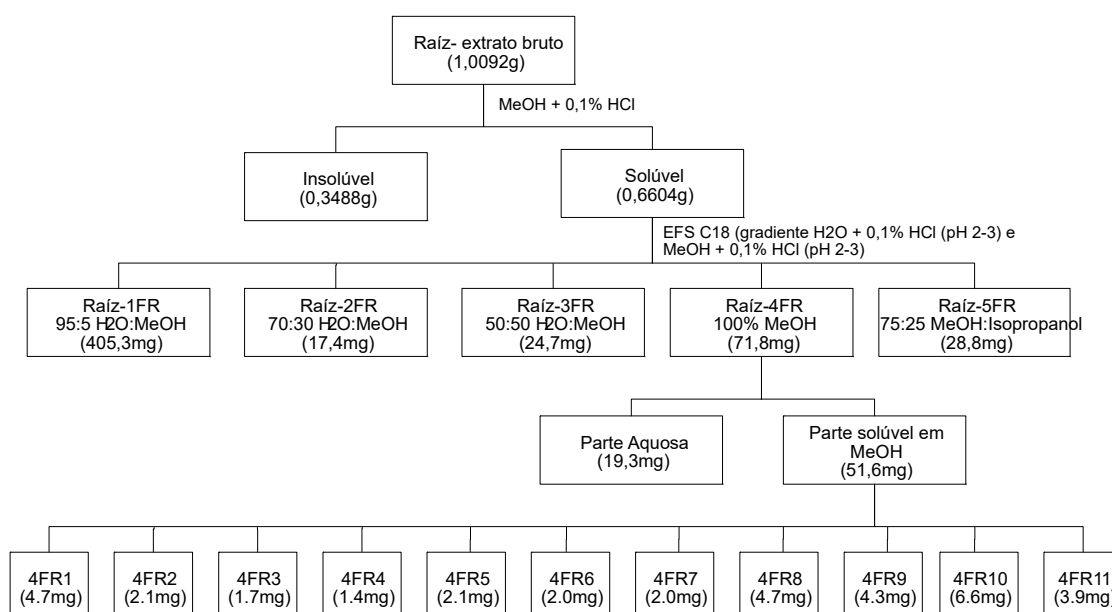 Raíz- extrato bruto
(1,0092g)
MeOH + 0,1% HCl
Insolúvel
(0,3488g)
Solúvel
(0,6604g)
EFS C18 (gradiente H2O + 0,1% HCl (pH 2-3) e
MeOH + 0,1% HCl (pH 2-3)
Raíz-1FR
95:5 H2O:MeOH
(405,3mg)
Raíz-2FR
70:30 H2O:MeOH
(17,4mg)
Raíz-3FR
50:50 H2O:MeOH
(24,7mg)
Raíz-4FR
100% MeOH
(71,8mg)
Raíz-5FR
75:25 MeOH:Isopropanol
(28,8mg)
Parte Aquosa
(19,3mg)
Parte solúvel em
MeOH
(51,6mg)
4FR1
(4.7mg)
4FR2
(2.1mg)
4FR3
(1.7mg)
4FR4
(1.4mg)
4FR5
(2.1mg)
4FR6
(2.0mg)
4FR7
(2.0mg)
4FR8
(4.7mg)
4FR9
(4.3mg)
4FR10
(6.6mg)
4FR11
(3.9mg)